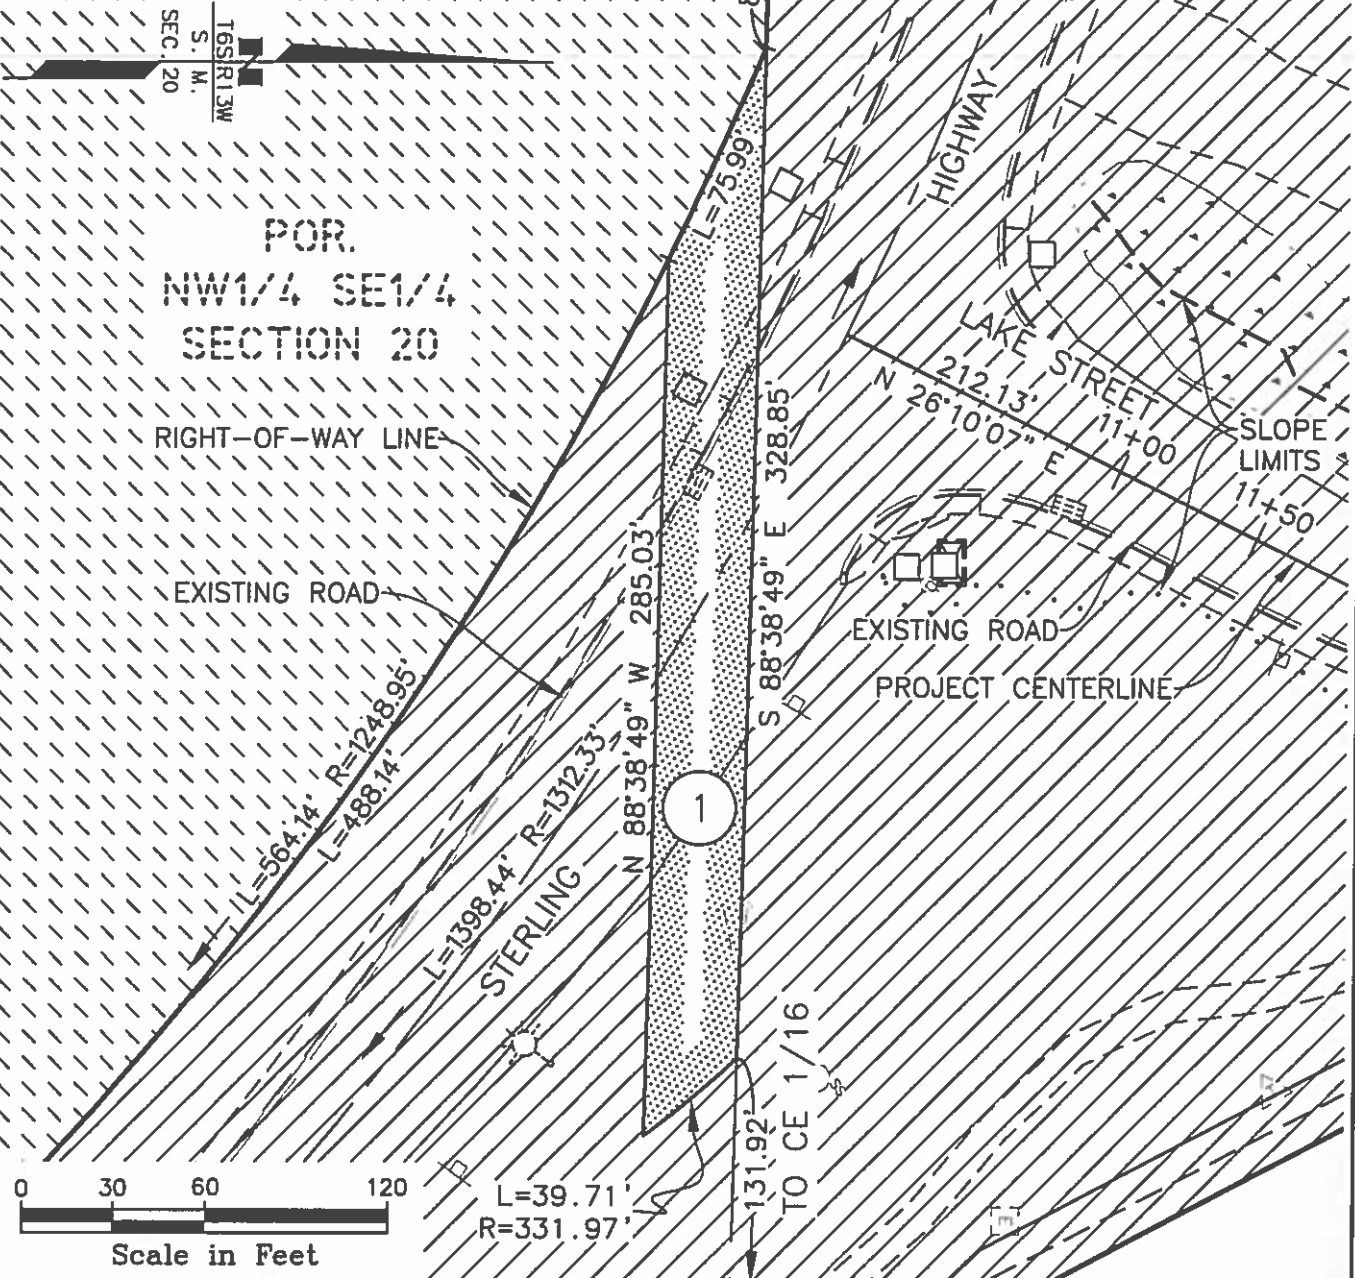 T6S R13W
S. M.
SEC. 20
N
POR.
NW1/4 SE1/4
SECTION 20
RIGHT-OF-WAY LINE
EXISTING ROAD
L=75.99'
HIGHWAY
LAKE STREET
212.13'
N 26°10'07" E
11+00
11+50
SLOPE
LIMITS
EXISTING ROAD
PROJECT CENTERLINE
S 88°38'49" E 328.85'
N 88°38'49" W 285.03'
L=564.14' R=1248.95'
L=488.14'
L=1398.44' R=1312.33'
STERLING
1
131.92'
TO CE 1/16
L=39.71'
R=331.97'
E
0 30 60 120
Scale in Feet